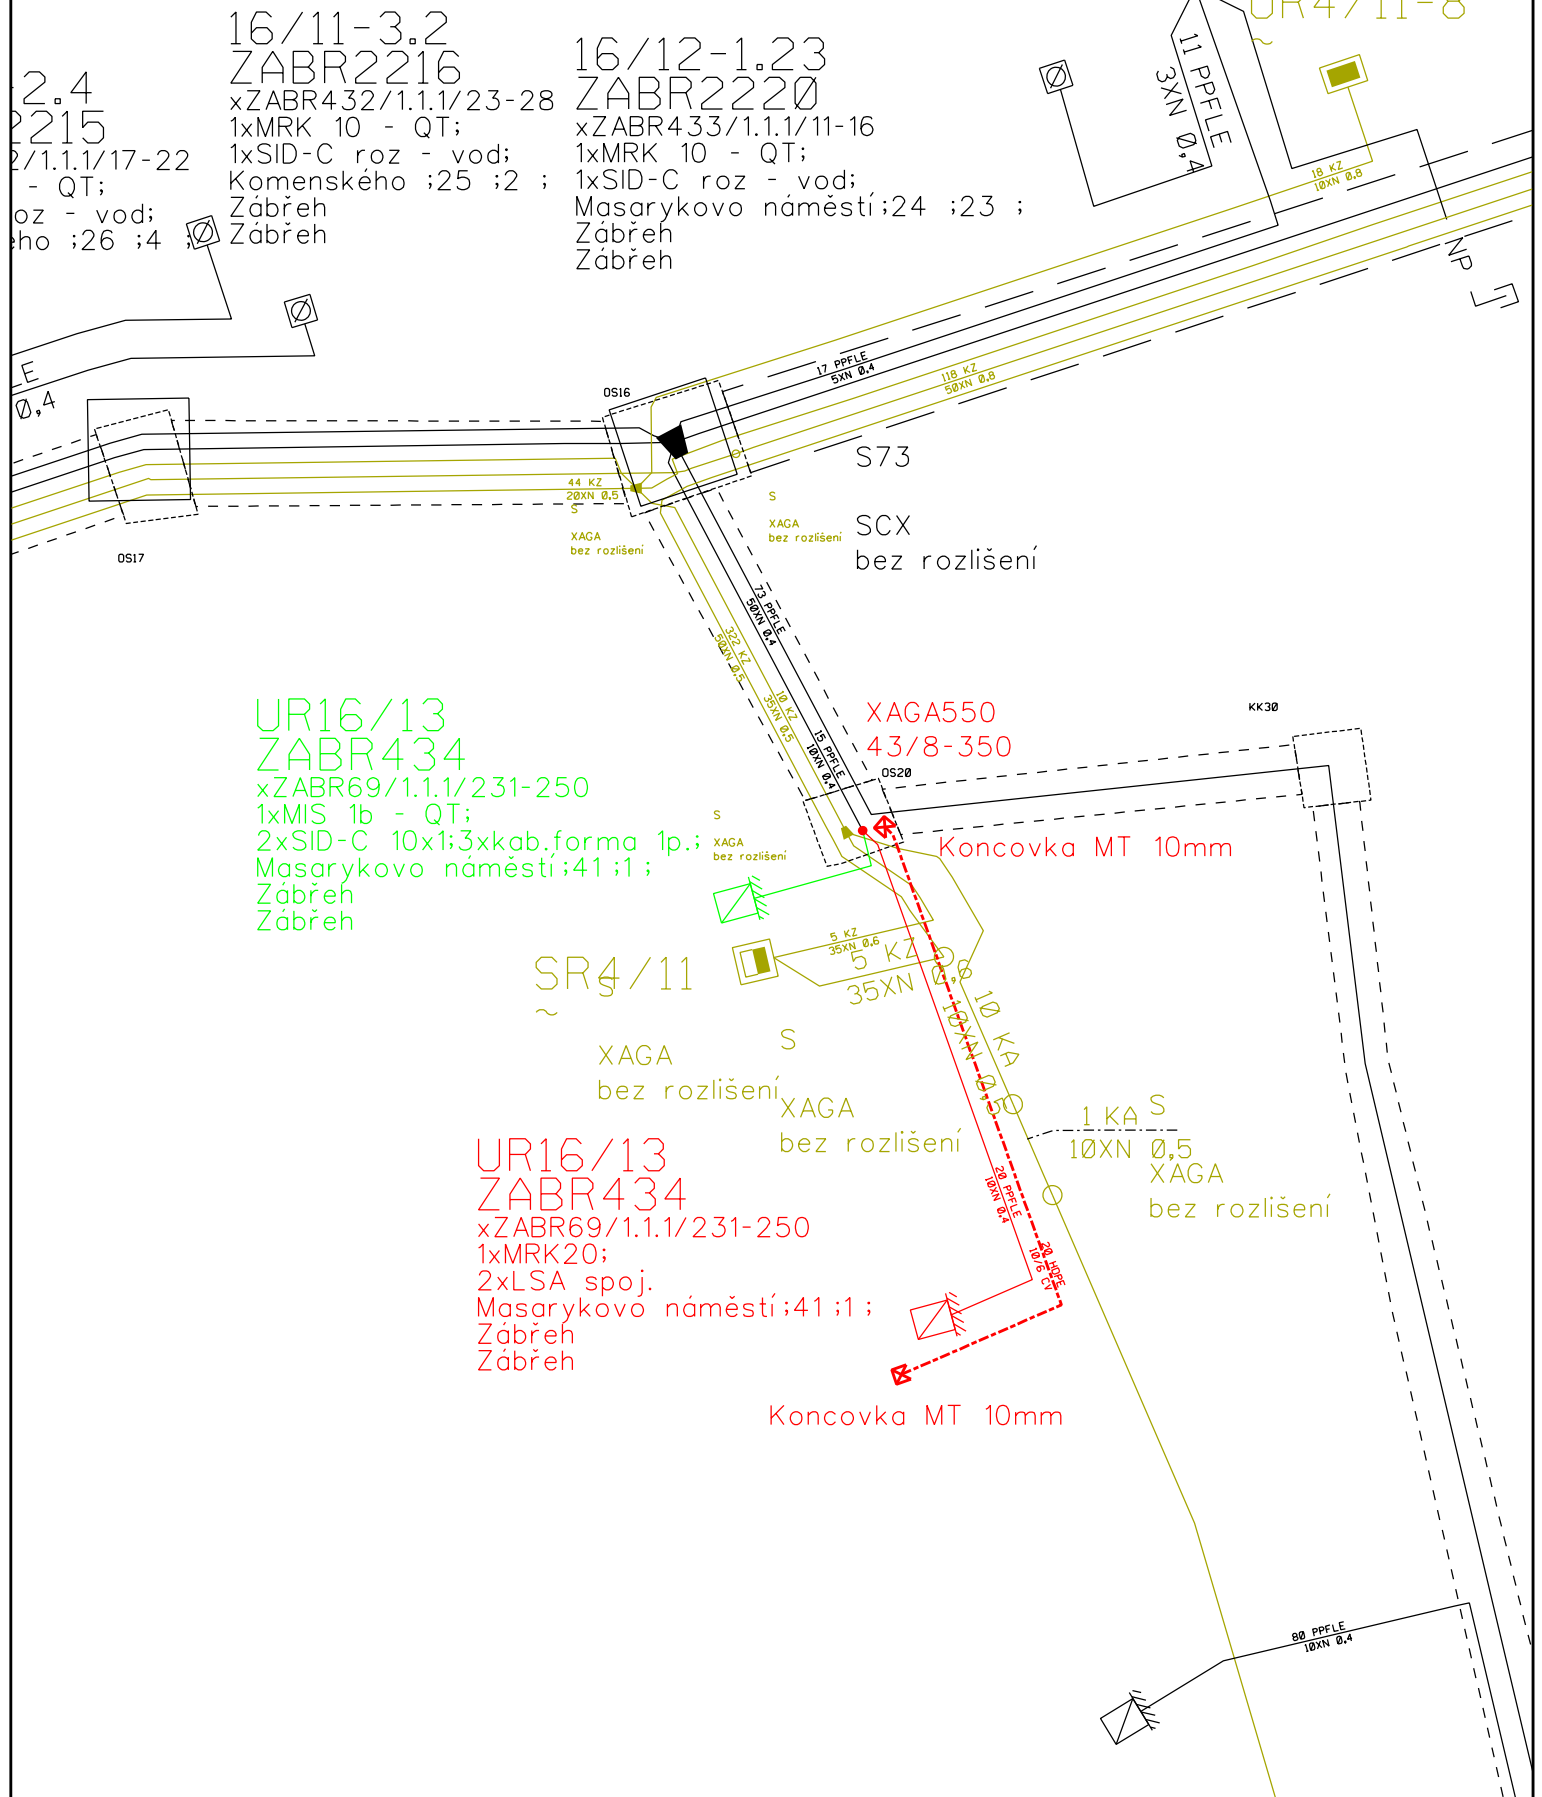 16/11-3.2
ZABR2216
xZABR432/1.1.1/23-28
1xMRK 10 - QT;
1xSID-C roz - vod;
Komenského ;25 ;2 ;
Zábřeh
Zábřeh
16/12-1.23
ZABR2220
xZABR433/1.1.1/11-16
1xMRK 10 - QT;
1xSID-C roz - vod;
Masarykovo náměstí;24 ;23 ;
Zábřeh
Zábřeh
2.4
2215
2/1.1.1/17-22
- QT;
oz - vod;
ého ;26 ;4 ;
11 PPFLE
3XN 0,4
UR4/11-8
~
18 KZ
10XN 0.8
NP
E
0,4
17 PPFLE
5XN 0.4
118 KZ
50XN 0.8
OS16
OS17
44 KZ
20XN 0.5
S
XAGA
bez rozlišení
S
XAGA
bez rozlišení
S73
SCX
bez rozlišení
73 PPFLE
50XN 0.4
322 KZ
50XN 0.5
10 KZ
35XN 0.5
15 PPFLE
10XN 0.4
UR16/13
ZABR434
xZABR69/1.1.1/231-250
1xMIS 1b - QT;
2xSID-C 10x1;3xkab.forma 1p.;
Masarykovo náměstí;41 ;1 ;
Zábřeh
Zábřeh
XAGA550
43/8-350
OS20
KK30
S
XAGA
bez rozlišení
Koncovka MT 10mm
5 KZ
35XN 0.6
5 KZ
35XN 0,6
SR4/11
~
S
XAGA
bez rozlišení
S
XAGA
bez rozlišení
10 KA
10XN 0,5
1 KA
10XN 0,5
S
XAGA
bez rozlišení
UR16/13
ZABR434
xZABR69/1.1.1/231-250
1xMRK20;
2xLSA spoj.
Masarykovo náměstí;41 ;1 ;
Zábřeh
Zábřeh
20 PPFLE
10XN 0.4
20 HDPE
10/6 CV
Koncovka MT 10mm
80 PPFLE
10XN 0.4